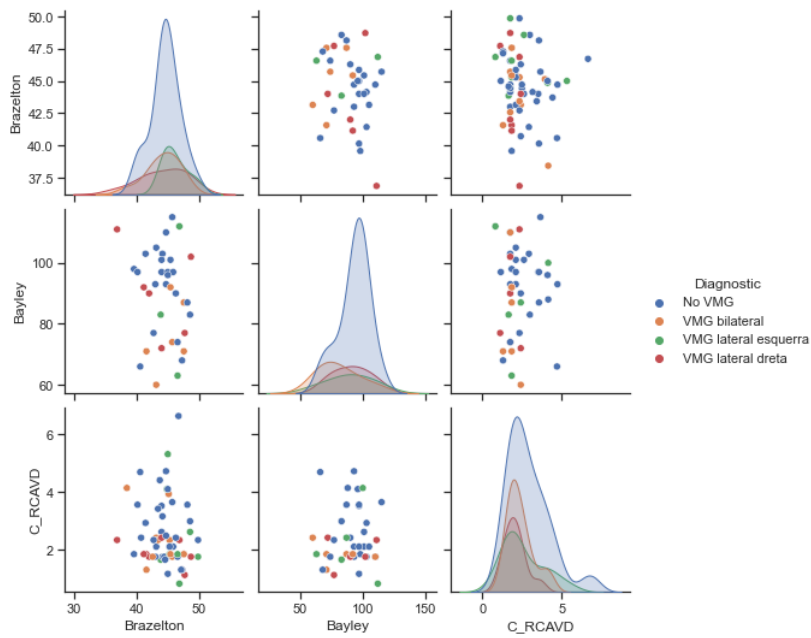 50.0
47.5
45.0
42.5
40.0
37.5
Brazelton
100
80
60
Bayley
Diagnostic
No VMG
VMG bilateral
VMG lateral esquerra
VMG lateral dreta
6
4
2
C_RCAVD
30 40 50
Brazelton
50 100 150
Bayley
0 5
C_RCAVD